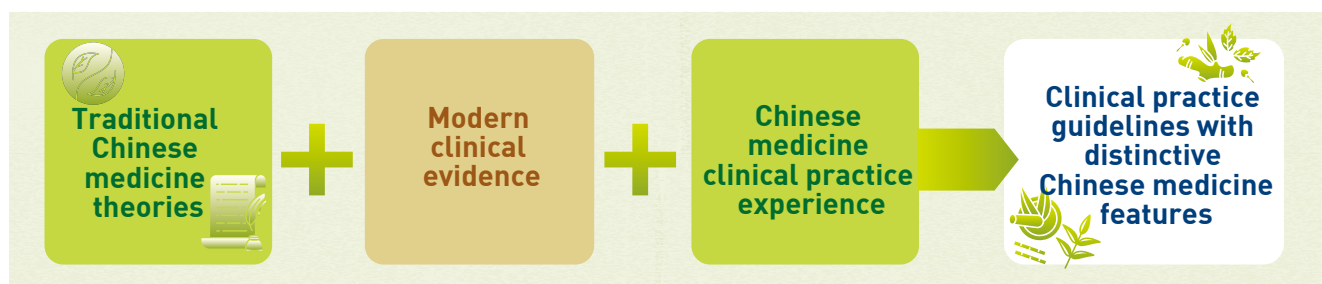 Traditional
Chinese
medicine
theories
Modern
clinical
evidence
Chinese
medicine
clinical practice
experience
Clinical practice
guidelines with
distinctive
Chinese medicine
features